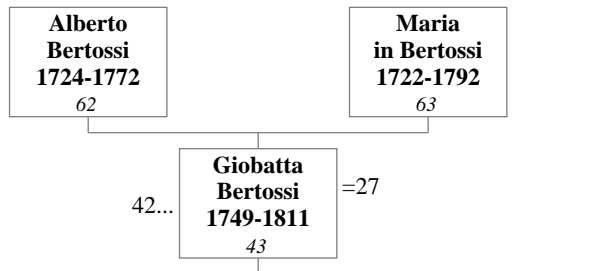 Alberto
Bertossi
1724-1772
62
Maria
in Bertossi
1722-1792
63
42...
Giobatta
Bertossi
1749-1811
43
=27